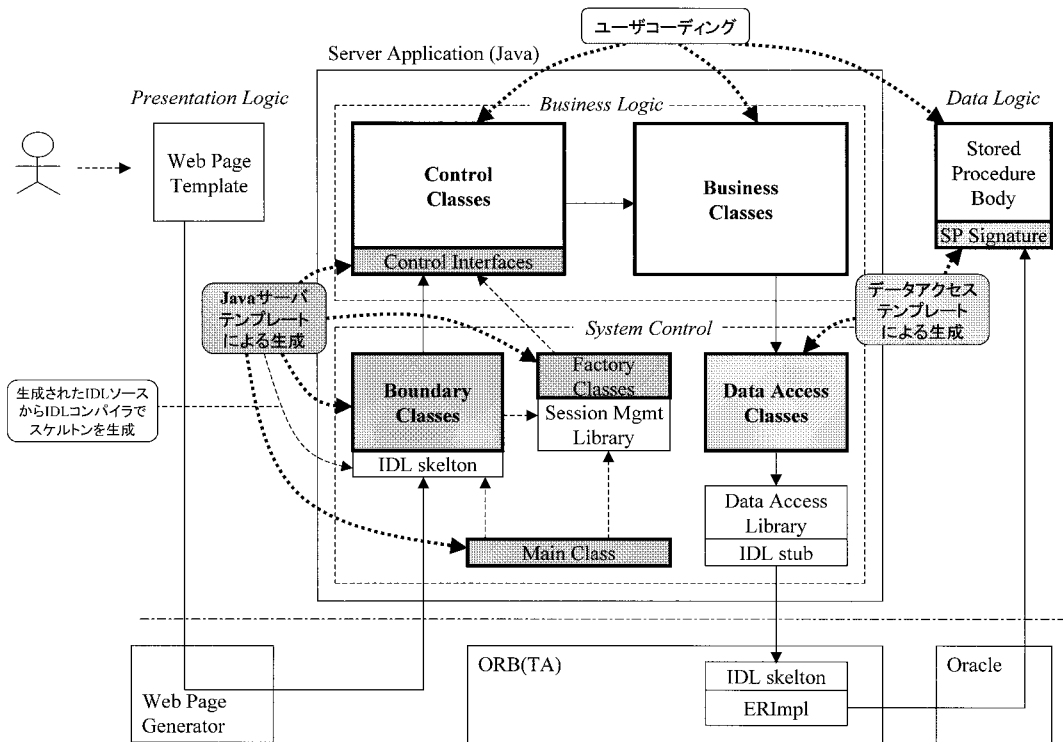 ユーザコーディング
Server Application (Java)
Presentation Logic
Business Logic
Data Logic
Web Page
Template
Control
Classes
Control Interfaces
Business
Classes
Stored
Procedure
Body
SP Signature
Javaサーバ
テンプレート
による生成
データアクセス
テンプレート
による生成
System Control
生成されたIDLソース
からIDLコンパイラで
スケルトンを生成
Boundary
Classes
IDL skelton
Factory
Classes
Session Mgmt
Library
Data Access
Classes
Data Access
Library
IDL stub
Main Class
Web Page
Generator
ORB(TA)
IDL skelton
ERImpl
Oracle